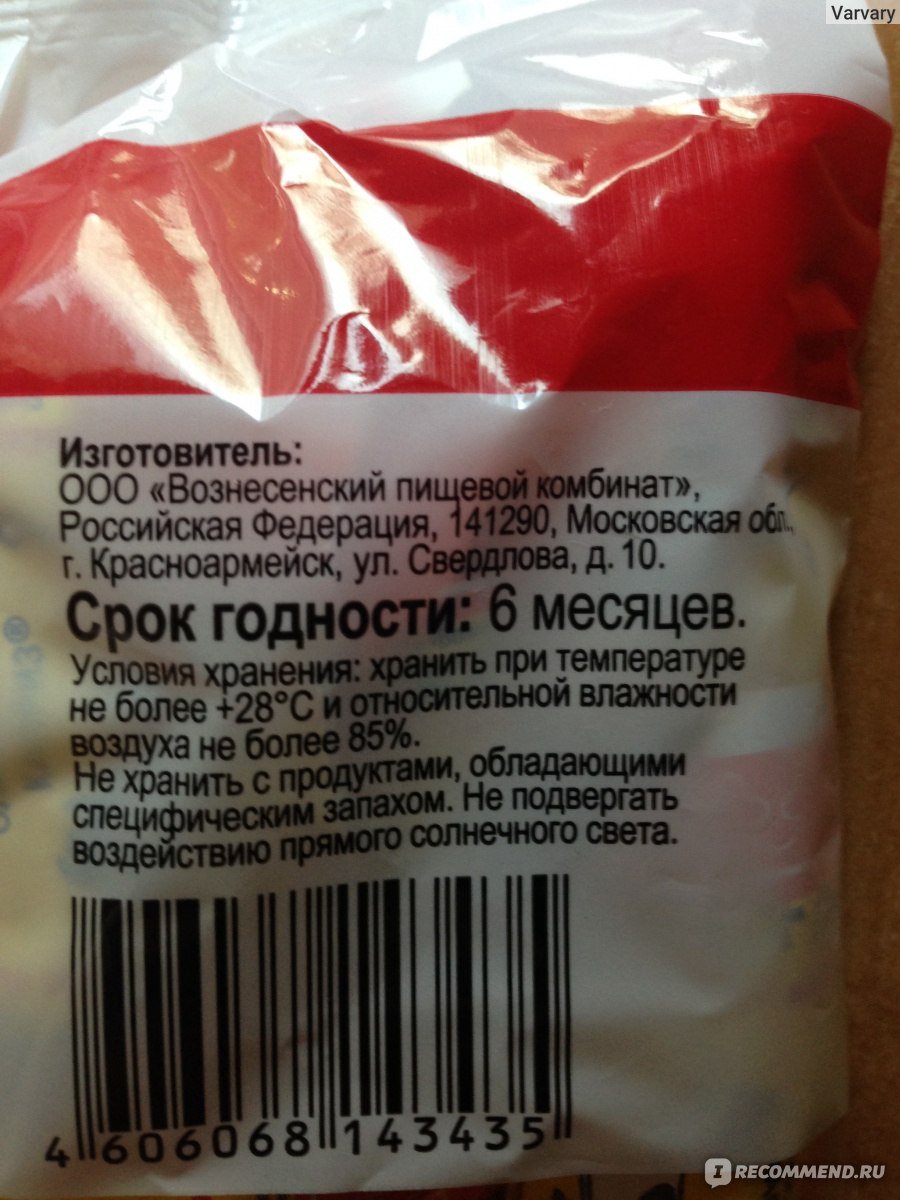 Varvary
Изготовитель:
ООО «Вознесенский пищевой комбинат»,
Российская Федерация, 141290, Московская обл.,
г. Красноармейск, ул. Свердлова, д. 10.
Срок годности: 6 месяцев.
Условия хранения: хранить при температуре
не более +28°С и относительной влажности
воздуха не более 85%.
Не хранить с продуктами, обладающими
специфическим запахом. Не подвергать
воздействию прямого солнечного света.
4 606068 143435
IRECOMMEND.RU